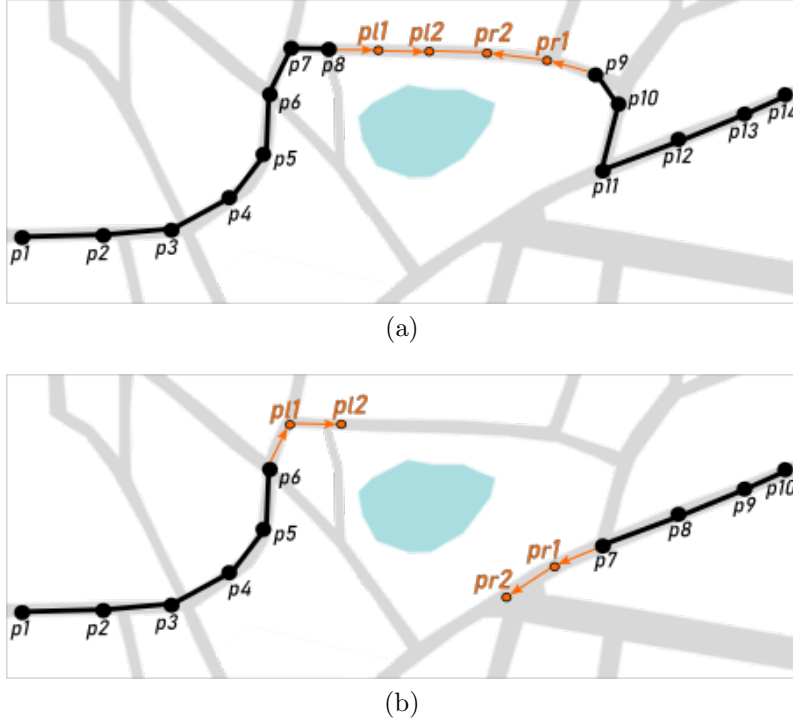 p7 p8 pl1 pl2 pr2 pr1 p9
p6 p10 p14
p5 p12 p13
p4 p11
p1 p2 p3
(a)
pl1 pl2
p6 p10
p5 pr1 p7 p8 p9
p4 pr2
p1 p2 p3
(b)